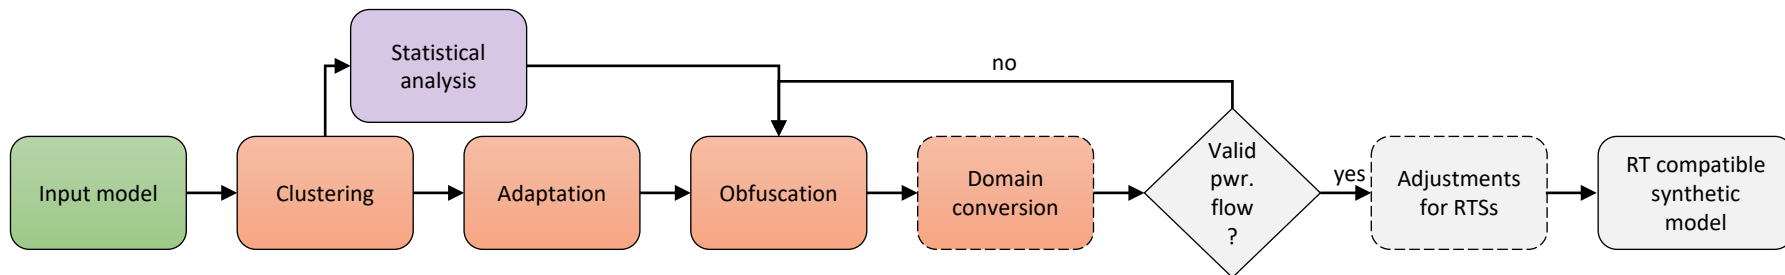 Statistical
analysis
no
Input model
Clustering
Adaptation
Obfuscation
Domain
conversion
Valid
pwr.
flow
?
yes
Adjustments
for RTSs
RT compatible
synthetic
model